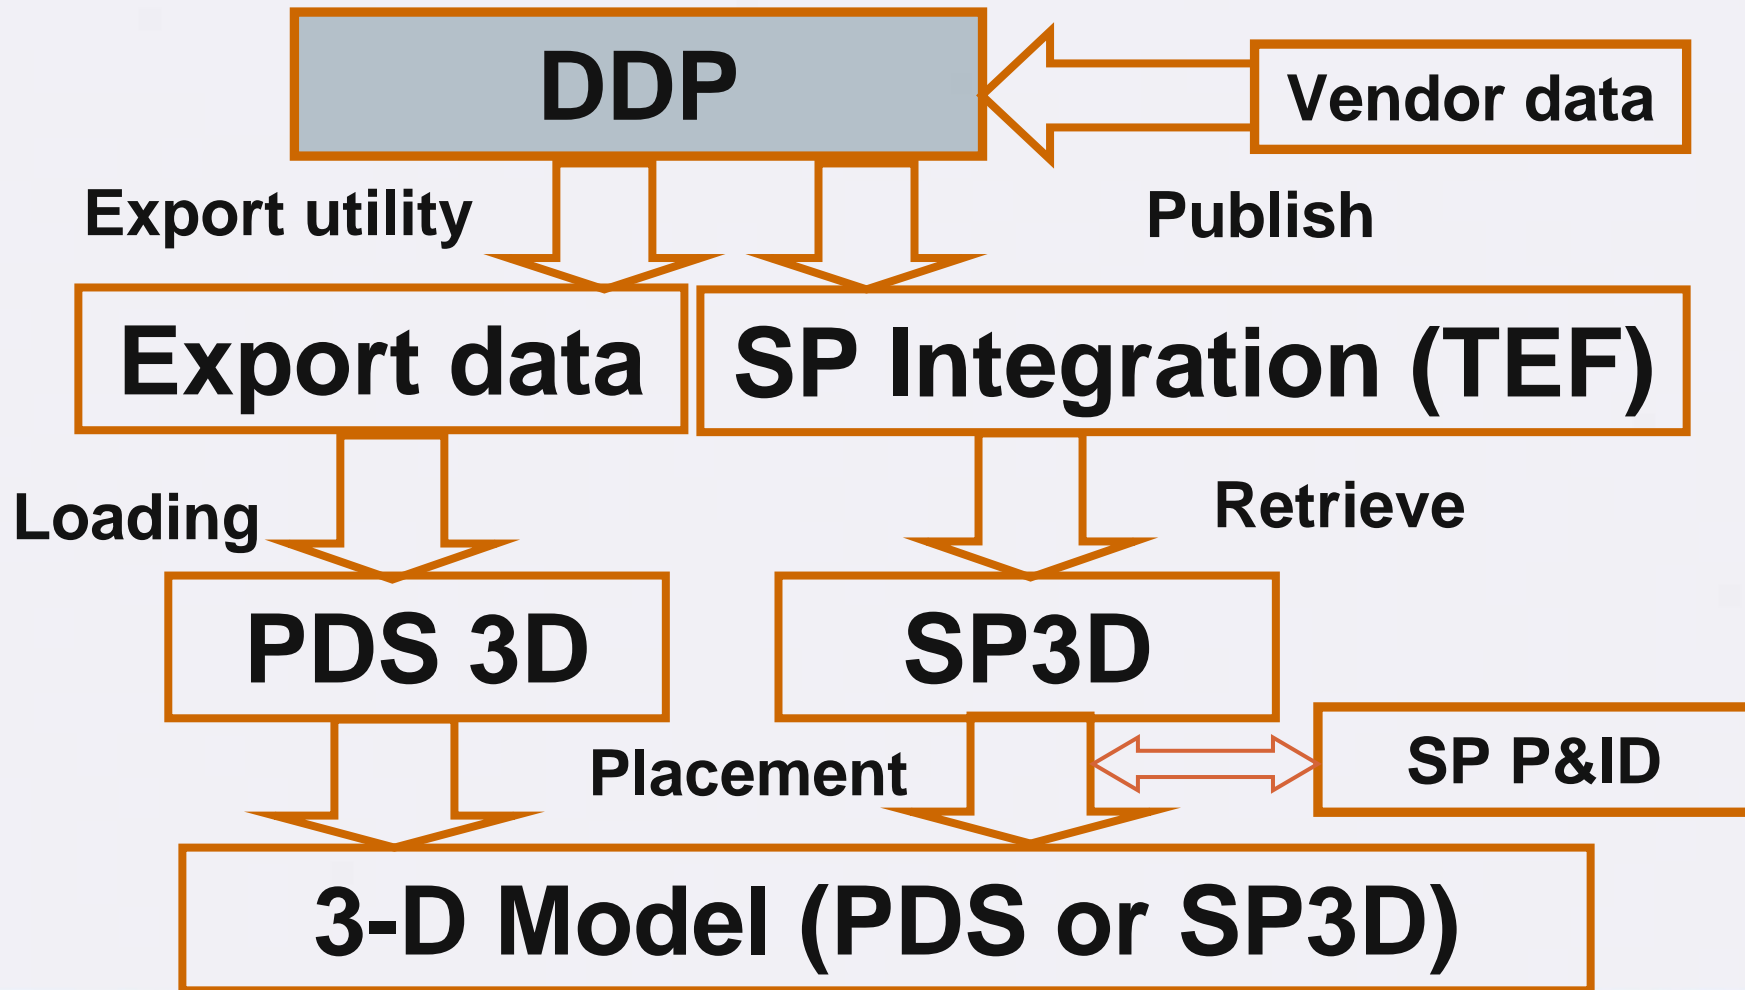 DDP
Vendor data
Export utility
Publish
Export data
SP Integration (TEF)
Loading
Retrieve
PDS 3D
SP3D
Placement
SP P&ID
3-D Model (PDS or SP3D)